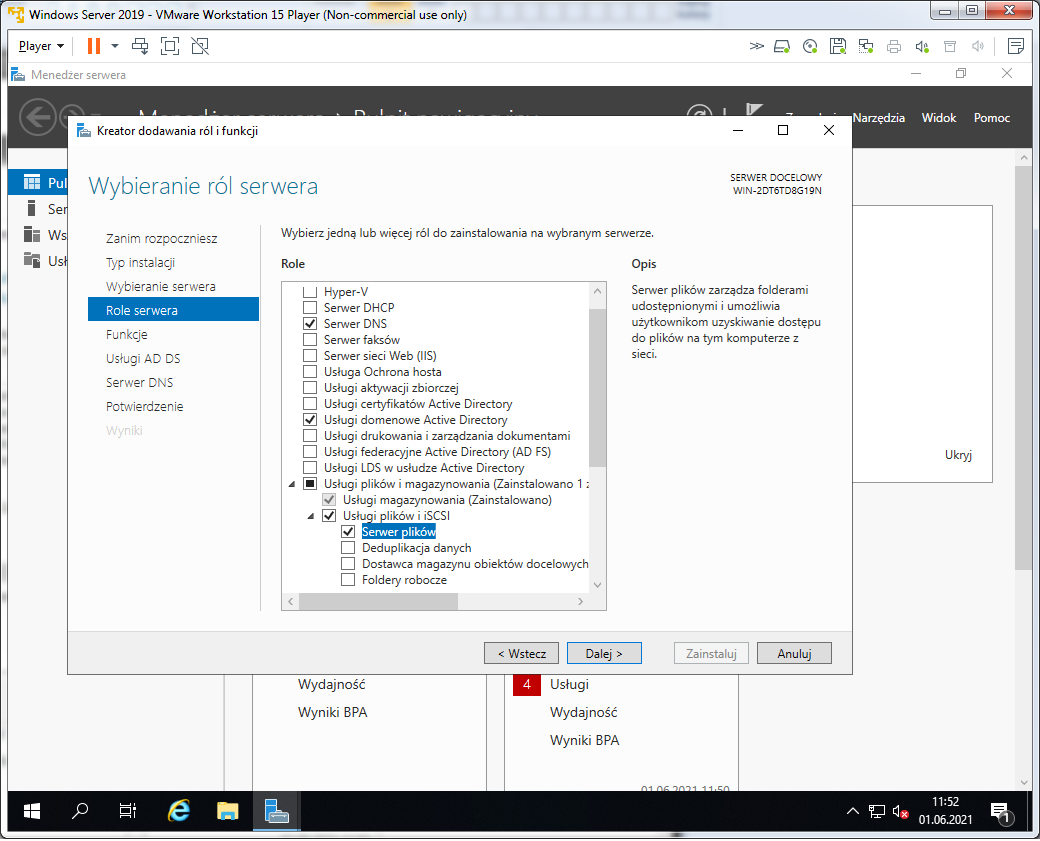 Windows Server 2019 - VMware Workstation 15 Player (Non-commercial use only)
Player
Menedżer serwera
Narzędzia Widok Pomoc
Kreator dodawania ról i funkcji
Wybieranie ról serwera
SERWER DOCELOWY
WIN-2DT6TD8G19N
Pul
Ser
Ws
Usł
Zanim rozpoczniesz
Typ instalacji
Wybieranie serwera
Role serwera
Funkcje
Usługi AD DS
Serwer DNS
Potwierdzenie
Wyniki
Wybierz jedną lub więcej ról do zainstalowania na wybranym serwerze.
Role
Hyper-V
Serwer DHCP
Serwer DNS
Serwer faksów
Serwer sieci Web (IIS)
Usługa Ochrona hosta
Usługi aktywacji zbiorczej
Usługi certyfikatów Active Directory
Usługi domenowe Active Directory
Usługi drukowania i zarządzania dokumentami
Usługi federacyjne Active Directory (AD FS)
Usługi LDS w usłudze Active Directory
Usługi plików i magazynowania (Zainstalowano 1 z
Usługi magazynowania (Zainstalowano)
Usługi plików i iSCSI
Serwer plików
Deduplikacja danych
Dostawca magazynu obiektów docelowych
Foldery robocze
Opis
Serwer plików zarządza folderami
udostępnionymi i umożliwia
użytkownikom uzyskiwanie dostępu
do plików na tym komputerze z
sieci.
Ukryj
< Wstecz
Dalej >
Zainstaluj
Anuluj
Wydajność
Wyniki BPA
4 Usługi
Wydajność
Wyniki BPA
01.06.2021 11:50
11:52
01.06.2021
1